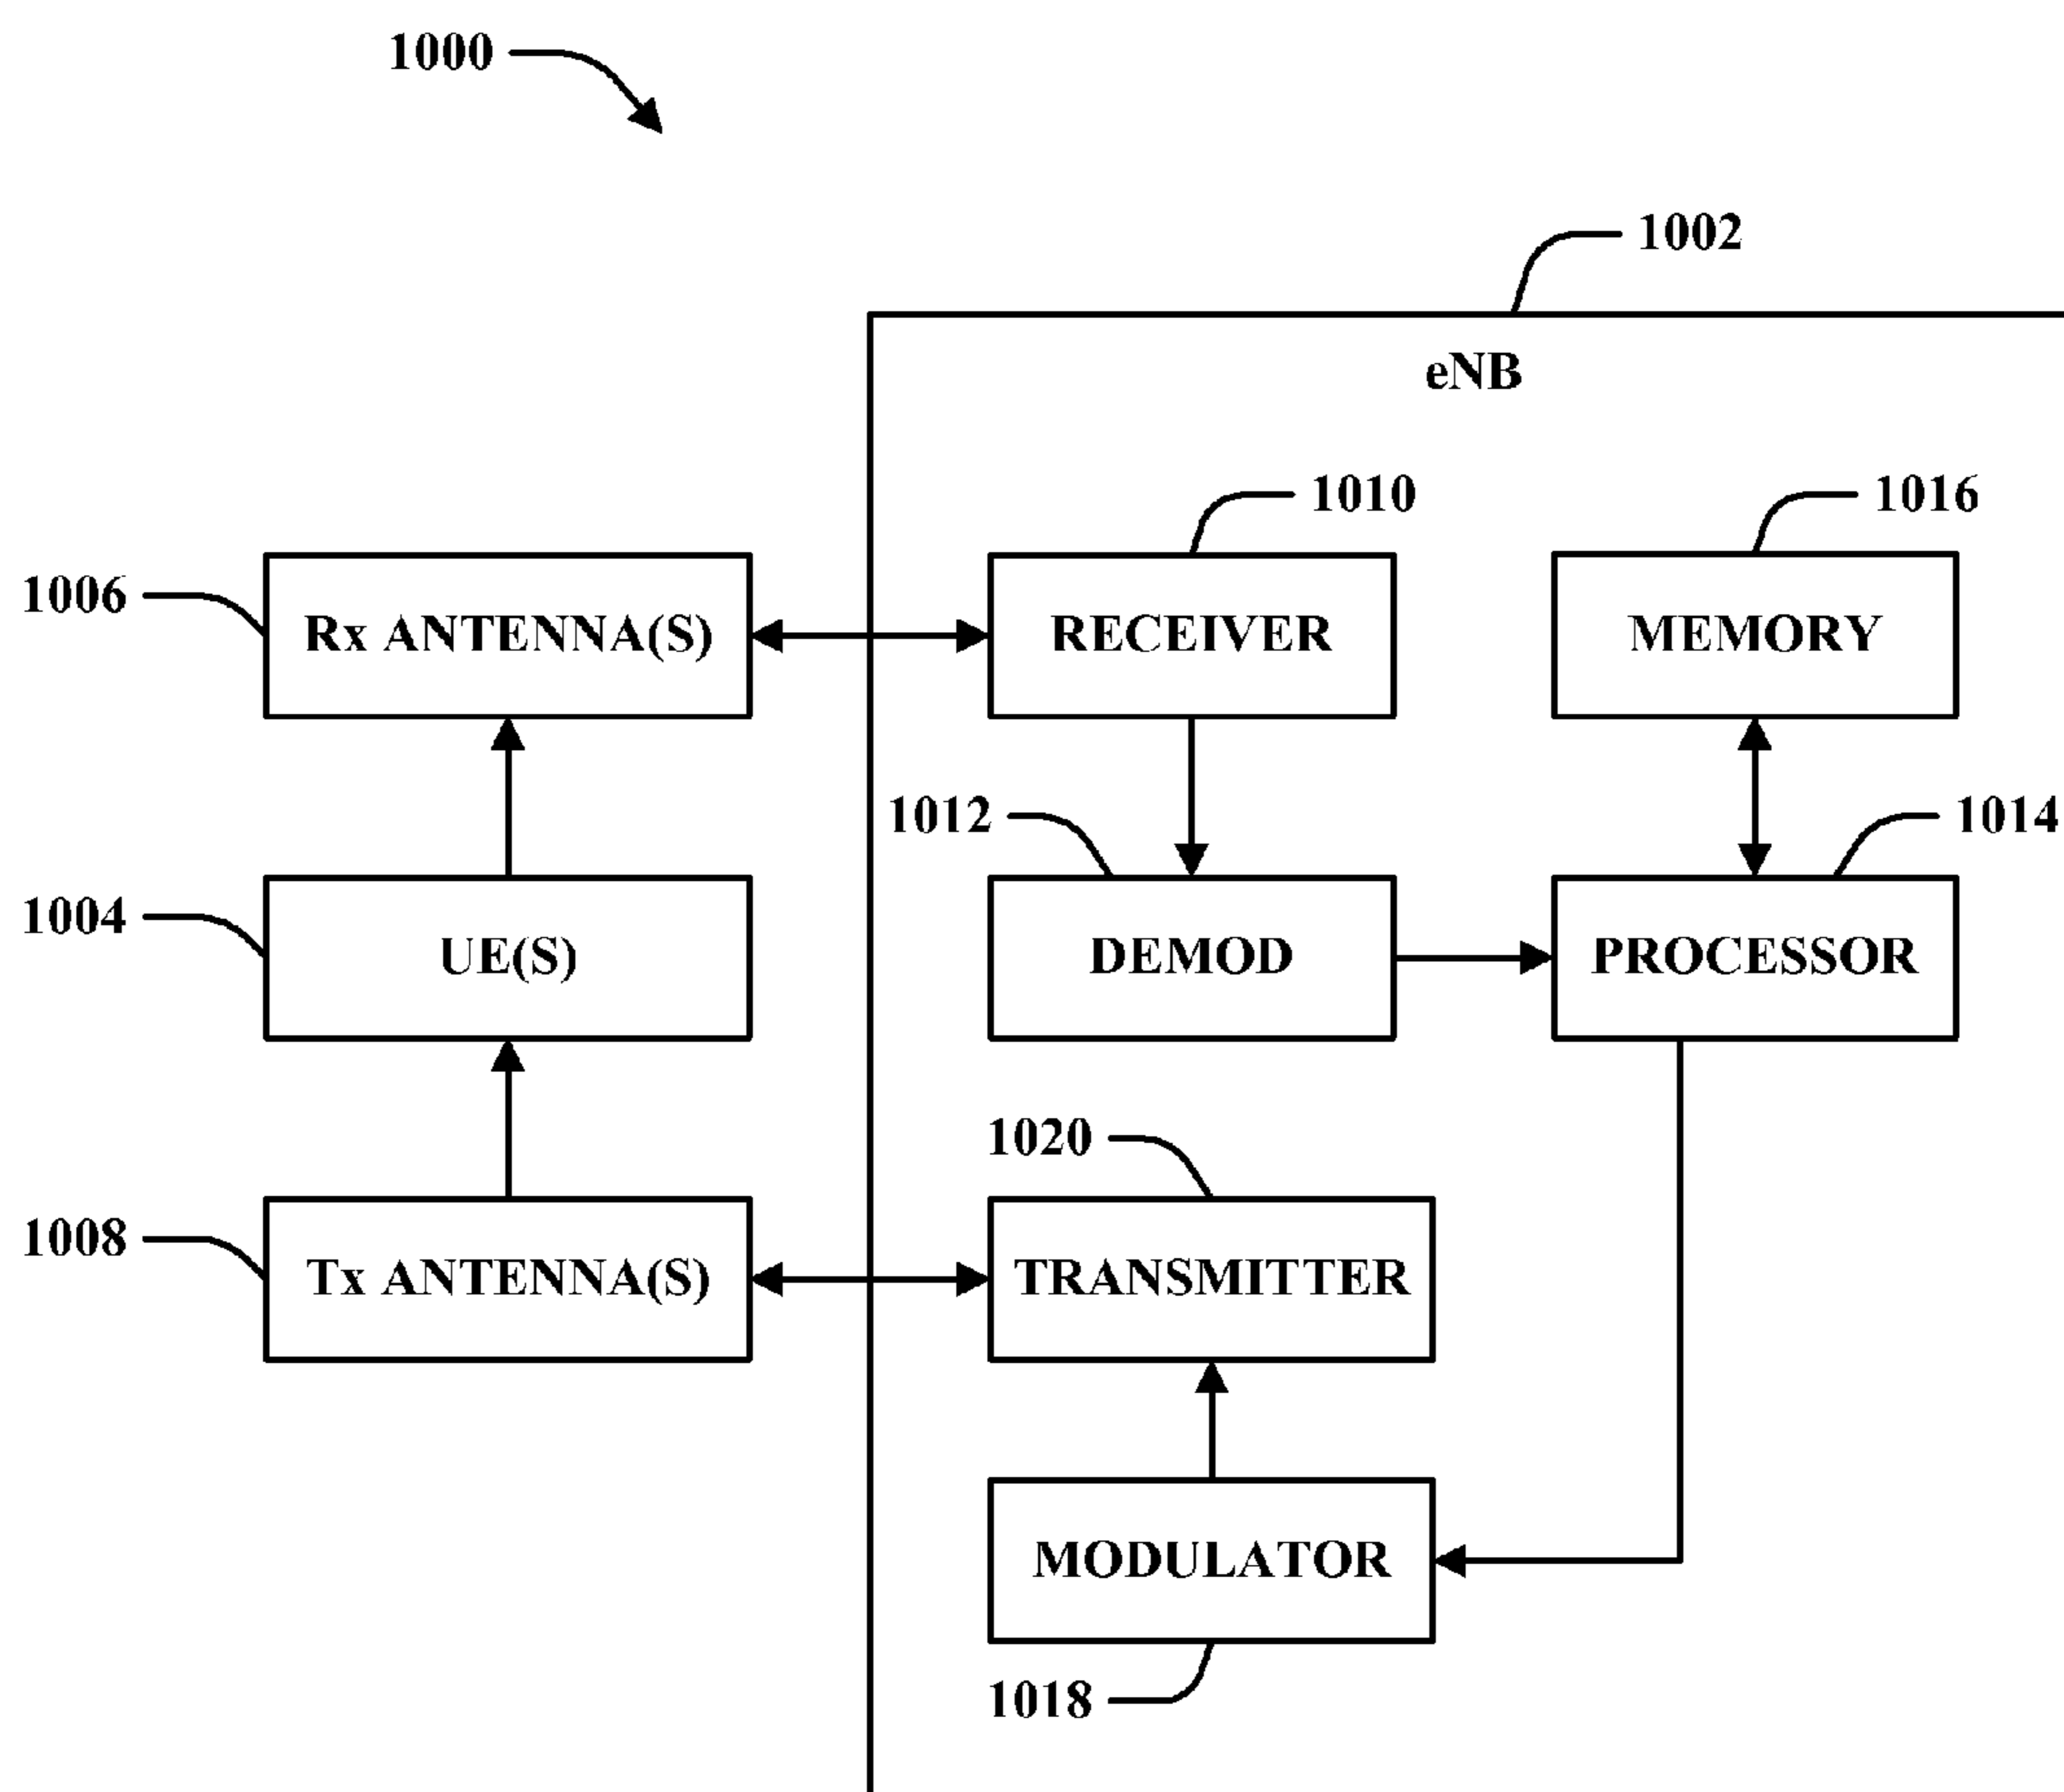 1000
1002
eNB
1010
1016
1006
Rx ANTENNA(S)
RECEIVER
MEMORY
1012
1014
1004
UE(S)
DEMOD
PROCESSOR
1020
1008
Tx ANTENNA(S)
TRANSMITTER
MODULATOR
1018